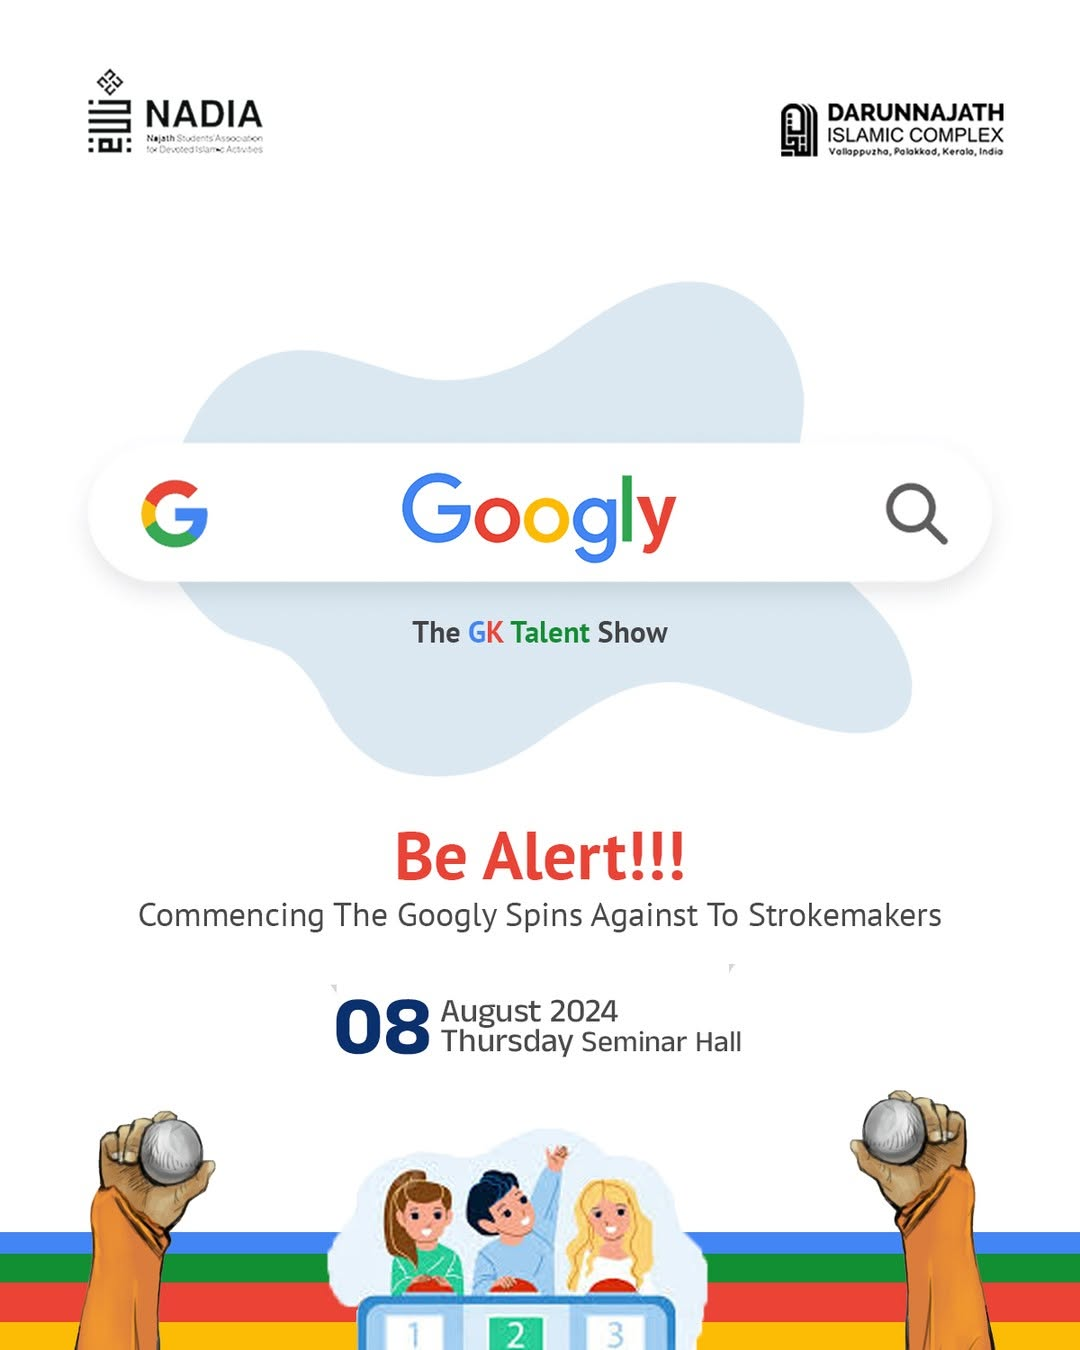 NADIA
Najath Students' Association
for Devoted Islamic Activities
DARUNNAJATH
ISLAMIC COMPLEX
Vallappuzha, Palakkad, Kerala, India
G
Googly
The GK Talent Show
Be Alert!!!
Commencing The Googly Spins Against To Strokemakers
08
August 2024
Thursday Seminar Hall
1 2 3